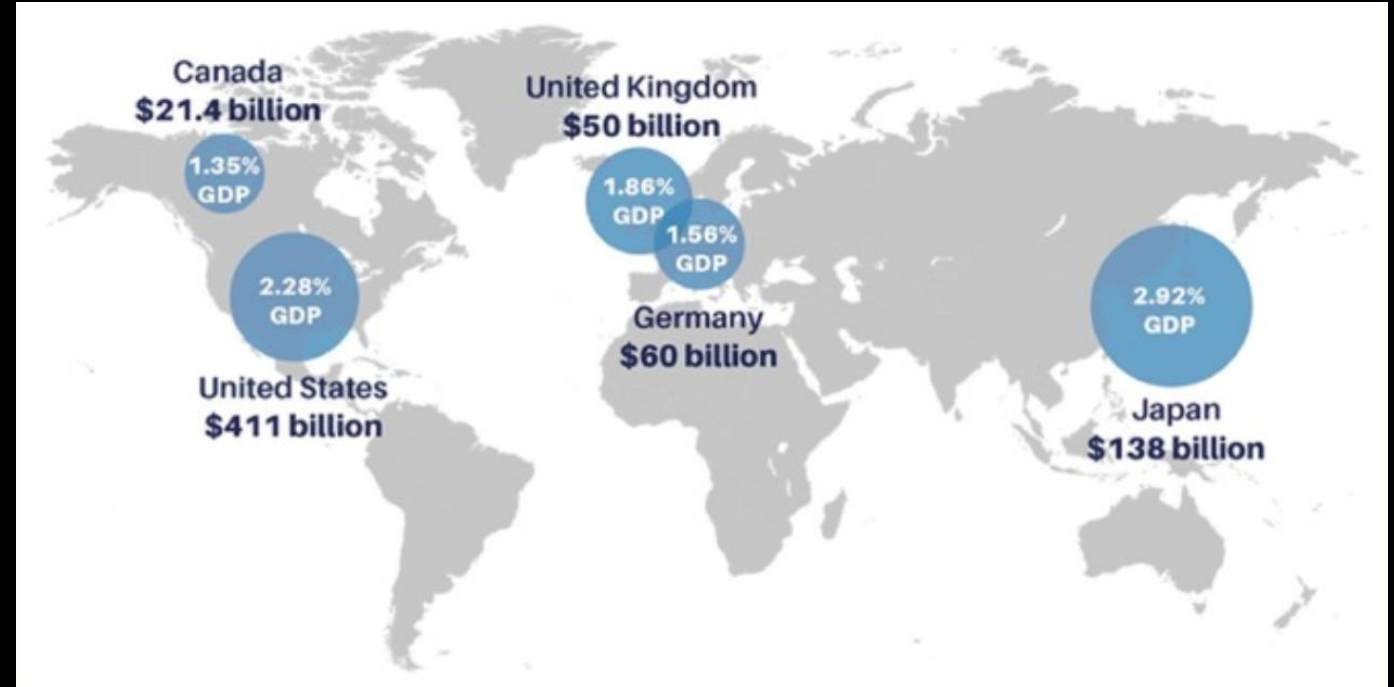 Canada
$21.4 billion
1.35%
GDP
United Kingdom
$50 billion
1.86%
GDP
1.56%
GDP
Germany
$60 billion
2.28%
GDP
United States
$411 billion
2.92%
GDP
Japan
$138 billion